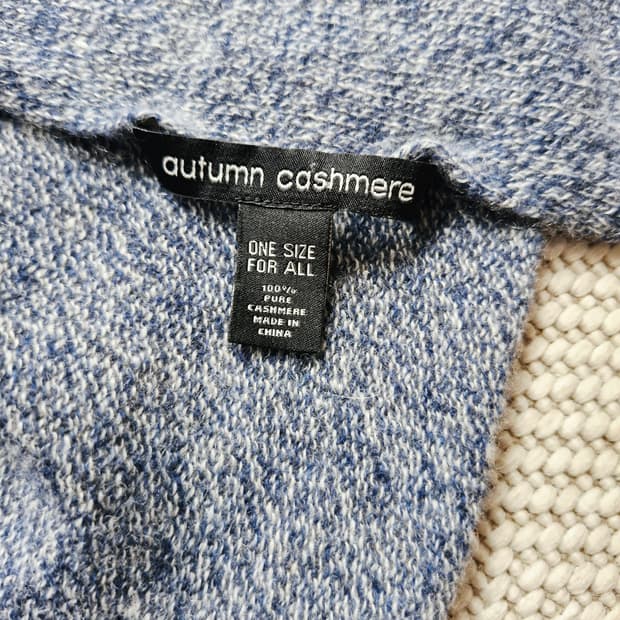 autumn cashmere
ONE SIZE
FOR ALL
100%
PURE
CASHMERE
MADE IN
CHINA